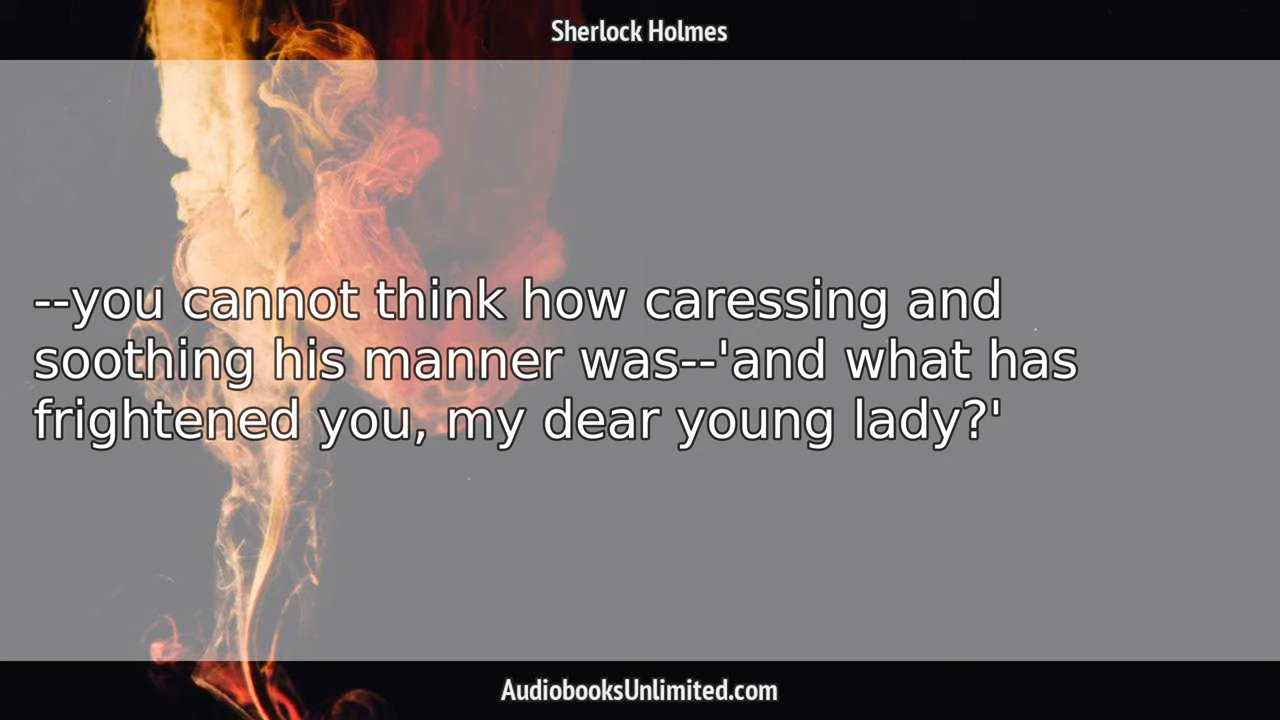 Sherlock Holmes
--you cannot think how caressing and
soothing his manner was--'and what has
frightened you, my dear young lady?'
AudiobooksUnlimited.com